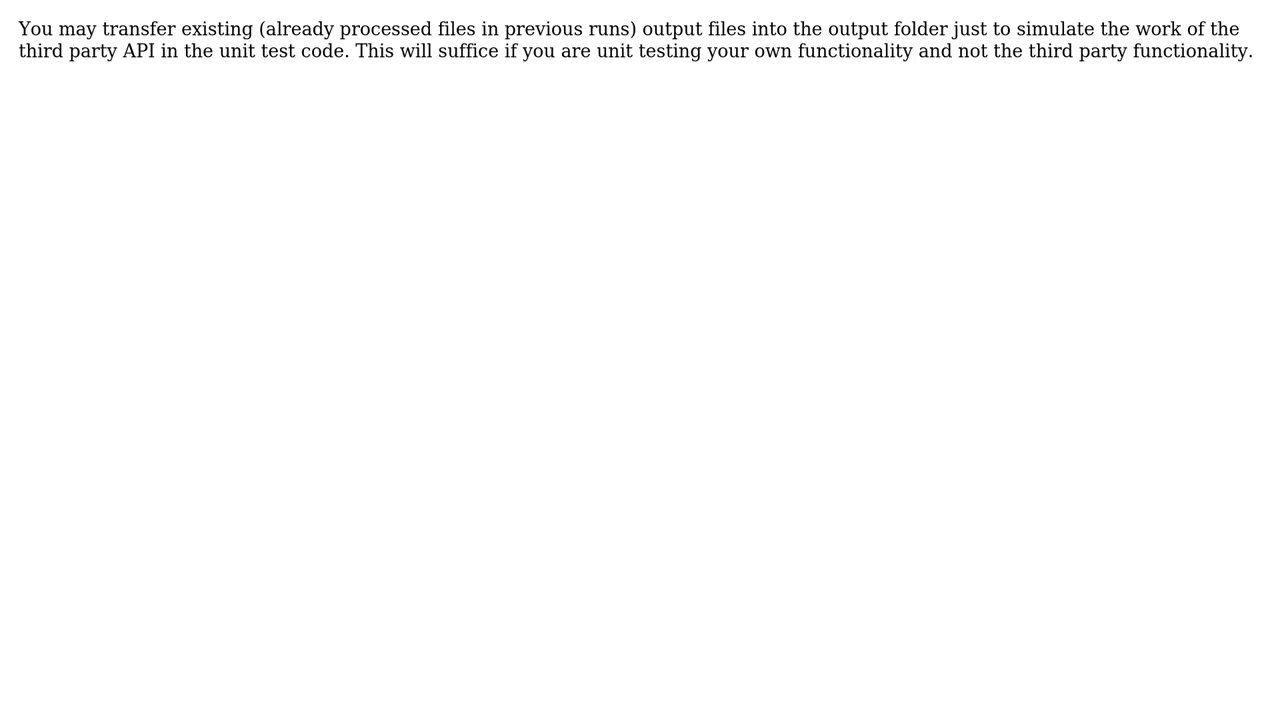 You may transfer existing (already processed files in previous runs) output files into the output folder just to simulate the work of the
third party API in the unit test code. This will suffice if you are unit testing your own functionality and not the third party functionality.